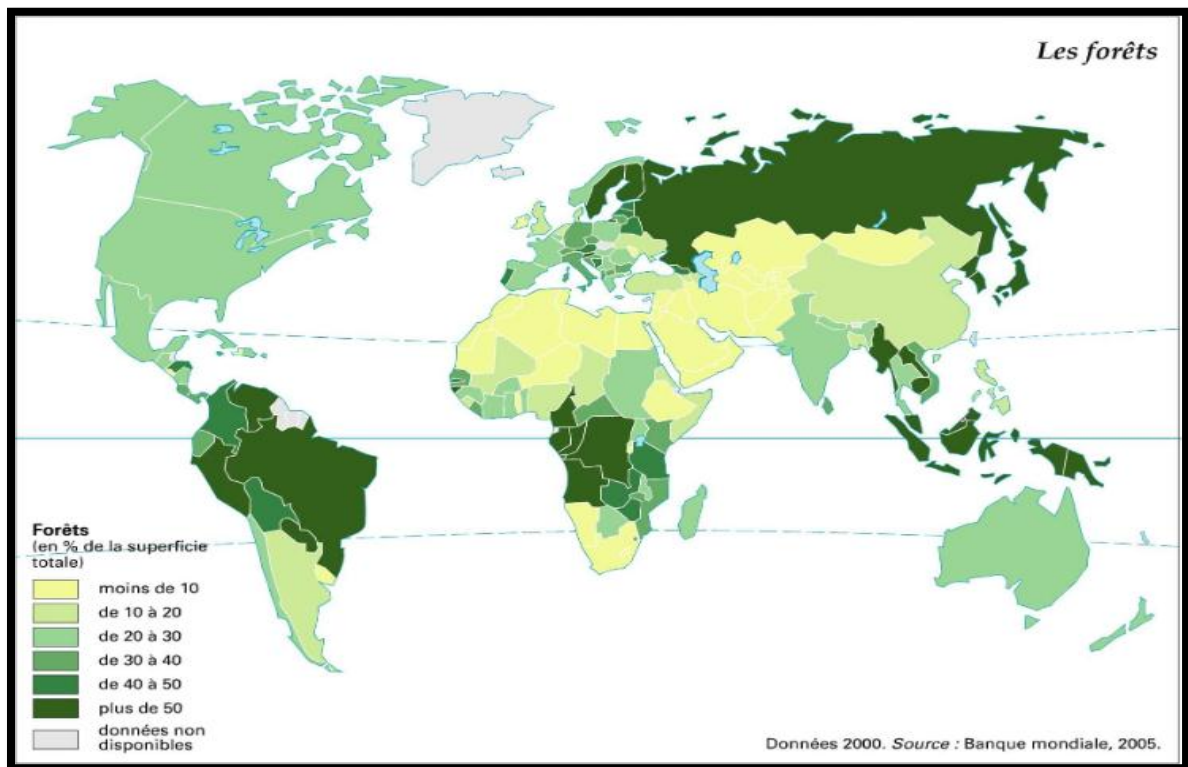 Les forêts
Forêts
(en % de la superficie
totale)
moins de 10
de 10 à 20
de 20 à 30
de 30 à 40
de 40 à 50
plus de 50
données non
disponibles
Données 2000. Source : Banque mondiale, 2005.